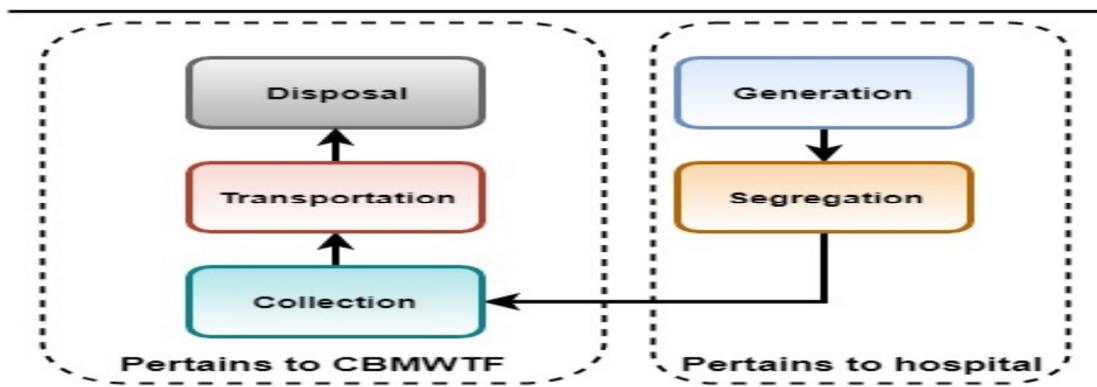 Disposal
Generation
Transportation
Segregation
Collection
Pertains to CBMWTF
Pertains to hospital